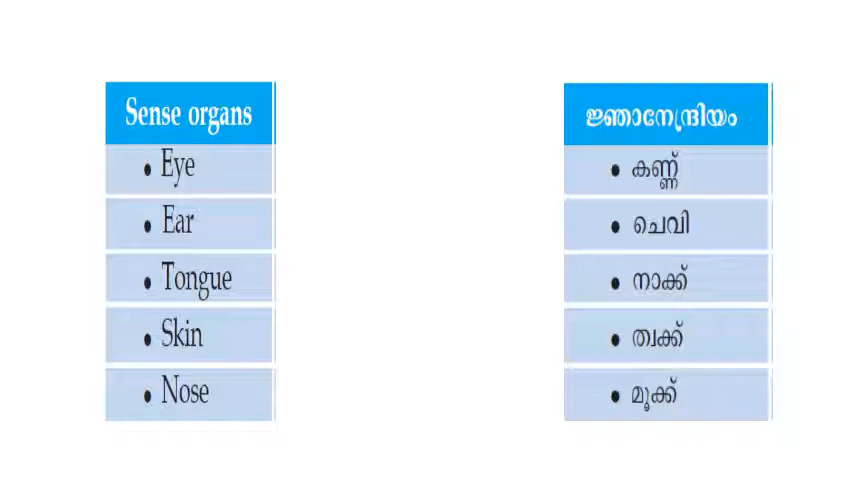 Sense organs
• Eye
• Ear
• Tongue
• Skin
• Nose
ജ്ഞാനേന്ദ്രിയം
• കണ്ണ്
• ചെവി
• നാക്ക്
• ത്വക്ക്
• മൂക്ക്